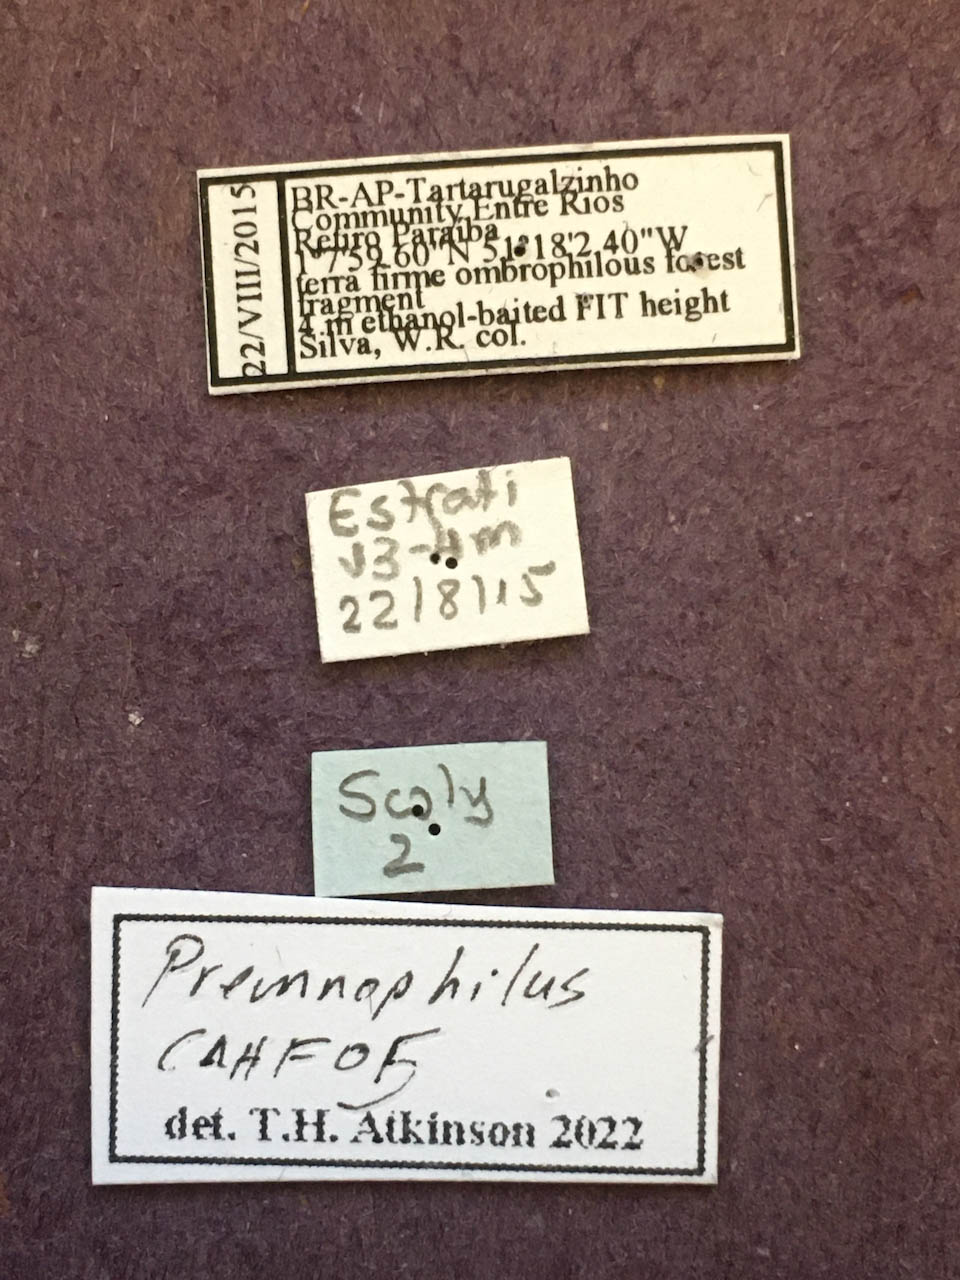 22/VIII/2015
BR-AP-Tartarugalzinho
Community Entre Rios
Retiro Paraiba
1°7'59.60"N 51°18'2.40"W
terra firme ombrophilous forest
fragment
4 m ethanol-baited FIT height
Silva, W.R. col.
Estrati
v3-4m
22/8/15
Scoly
2
Premnophilus
CAHF05
det. T.H. Atkinson 2022